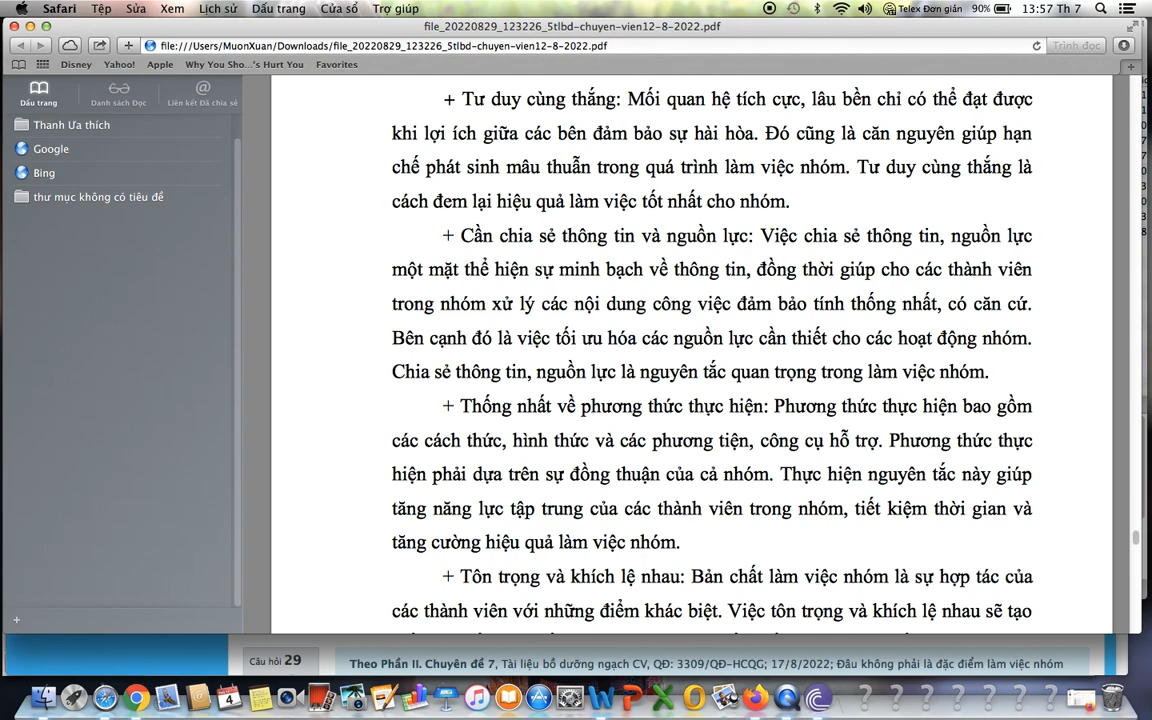 Safari Tệp Sửa Xem Lịch sử Dấu trang Cửa sổ Trợ giúp Telex Đơn giản 90% 13:57 Th 7
file_20220829_123226_5tlbd-chuyen-vien12-8-2022.pdf
file:///Users/MuonXuan/Downloads/file_20220829_123226_5tlbd-chuyen-vien12-8-2022.pdf Trình đọc
Disney Yahoo! Apple Why You Sho...'s Hurt You Favorites
Dấu trang Danh sách Đọc Liên kết Đã chia sẻ
Thanh Ưa thích
Google
Bing
thư mục không có tiêu đề
+ Tư duy cùng thắng: Mối quan hệ tích cực, lâu bền chỉ có thể đạt được
khi lợi ích giữa các bên đảm bảo sự hài hòa. Đó cũng là căn nguyên giúp hạn
chế phát sinh mâu thuẫn trong quá trình làm việc nhóm. Tư duy cùng thắng là
cách đem lại hiệu quả làm việc tốt nhất cho nhóm.
+ Cần chia sẻ thông tin và nguồn lực: Việc chia sẻ thông tin, nguồn lực
một mặt thể hiện sự minh bạch về thông tin, đồng thời giúp cho các thành viên
trong nhóm xử lý các nội dung công việc đảm bảo tính thống nhất, có căn cứ.
Bên cạnh đó là việc tối ưu hóa các nguồn lực cần thiết cho các hoạt động nhóm.
Chia sẻ thông tin, nguồn lực là nguyên tắc quan trọng trong làm việc nhóm.
+ Thống nhất về phương thức thực hiện: Phương thức thực hiện bao gồm
các cách thức, hình thức và các phương tiện, công cụ hỗ trợ. Phương thức thực
hiện phải dựa trên sự đồng thuận của cả nhóm. Thực hiện nguyên tắc này giúp
tăng năng lực tập trung của các thành viên trong nhóm, tiết kiệm thời gian và
tăng cường hiệu quả làm việc nhóm.
+ Tôn trọng và khích lệ nhau: Bản chất làm việc nhóm là sự hợp tác của
các thành viên với những điểm khác biệt. Việc tôn trọng và khích lệ nhau sẽ tạo
Câu hỏi 29
Theo Phần II. Chuyên đề 7, Tài liệu bồ dưỡng ngạch CV, QĐ: 3309/QĐ-HCQG; 17/8/2022; Đâu không phải là đặc điểm làm việc nhóm